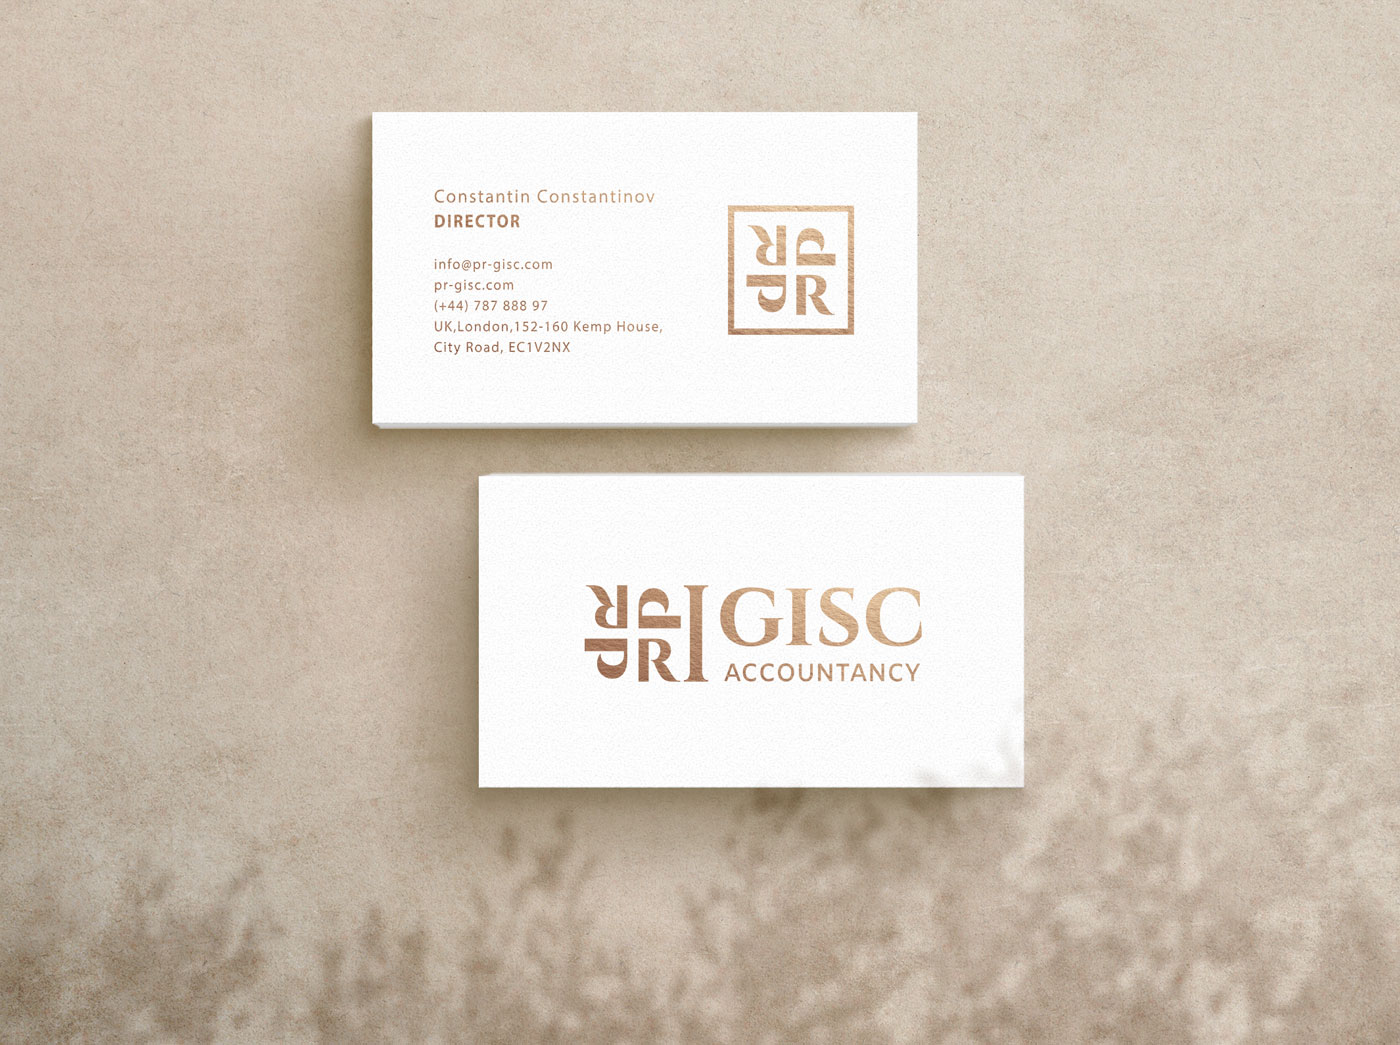 Constantin Constantinov
DIRECTOR
info@pr-gisc.com
pr-gisc.com
(+44) 787 888 97
UK,London,152-160 Kemp House,
City Road, EC1V2NX
R P
P R
R P
P R
GISC
ACCOUNTANCY